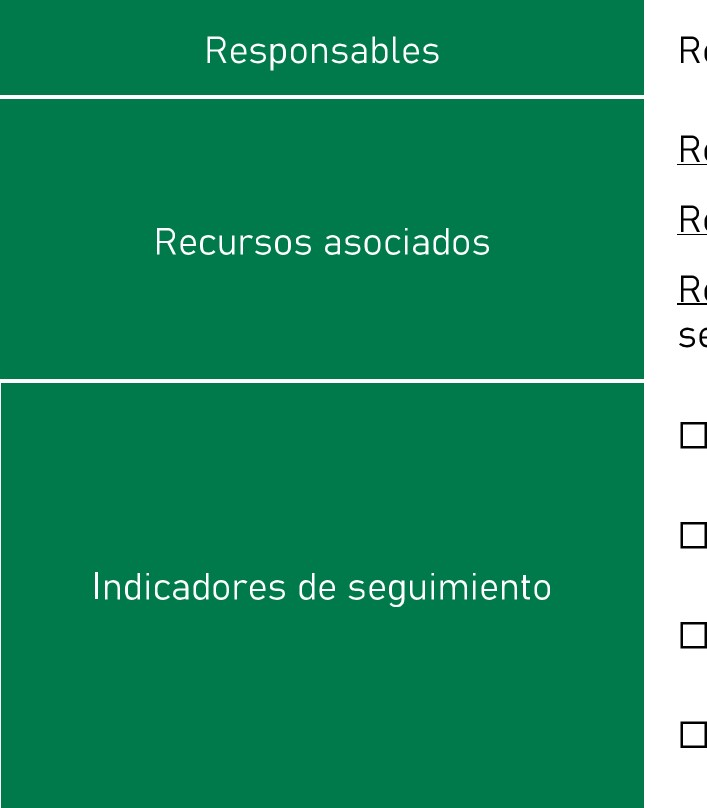 Responsables
Recursos asociados
Indicadores de seguimiento